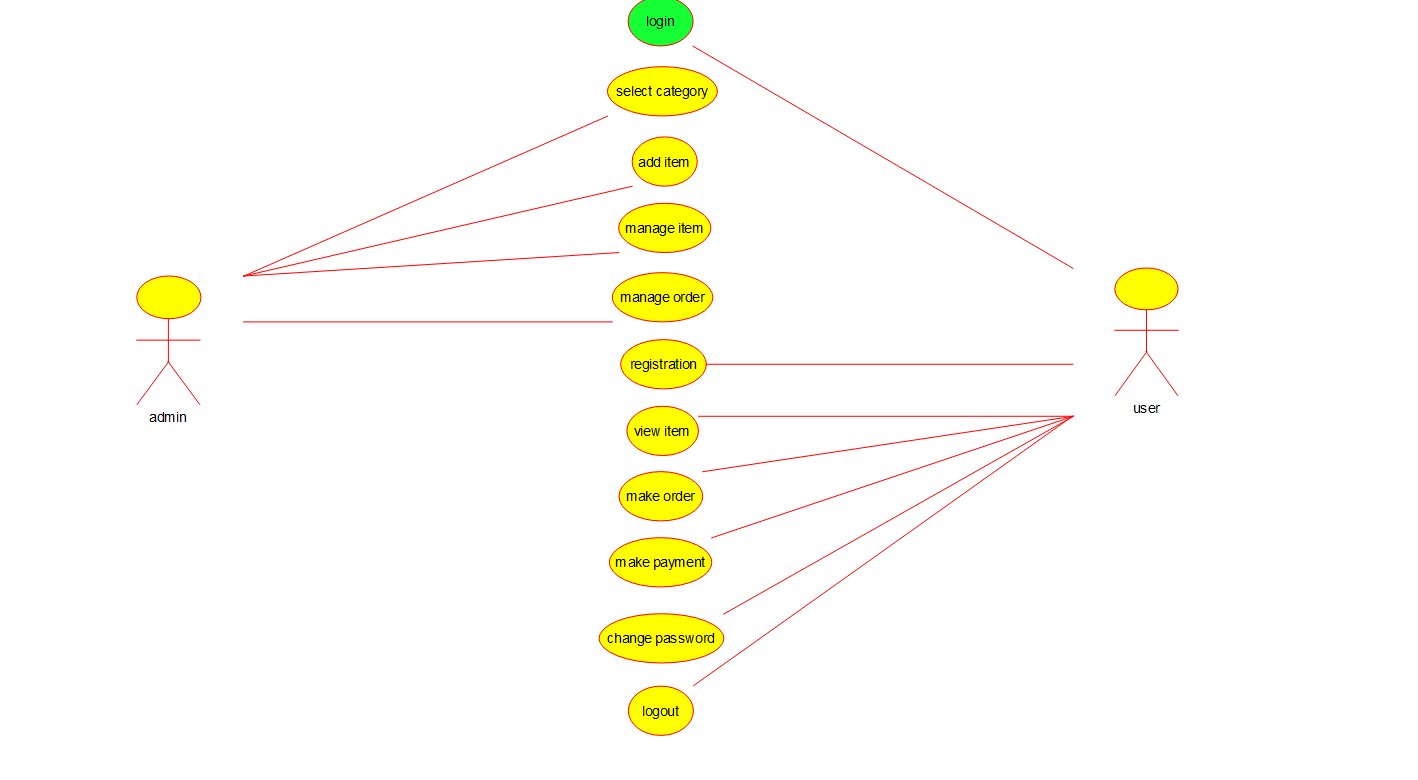 login
select category
add item
manage item
manage order
registration
view item
make order
make payment
change password
logout
admin
user